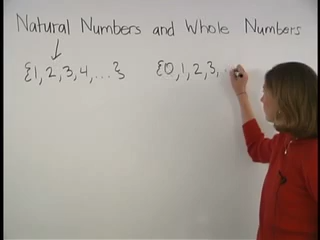 Natural Numbers and Whole Numbers
{1, 2, 3, 4, ...} {0, 1, 2, 3, ..